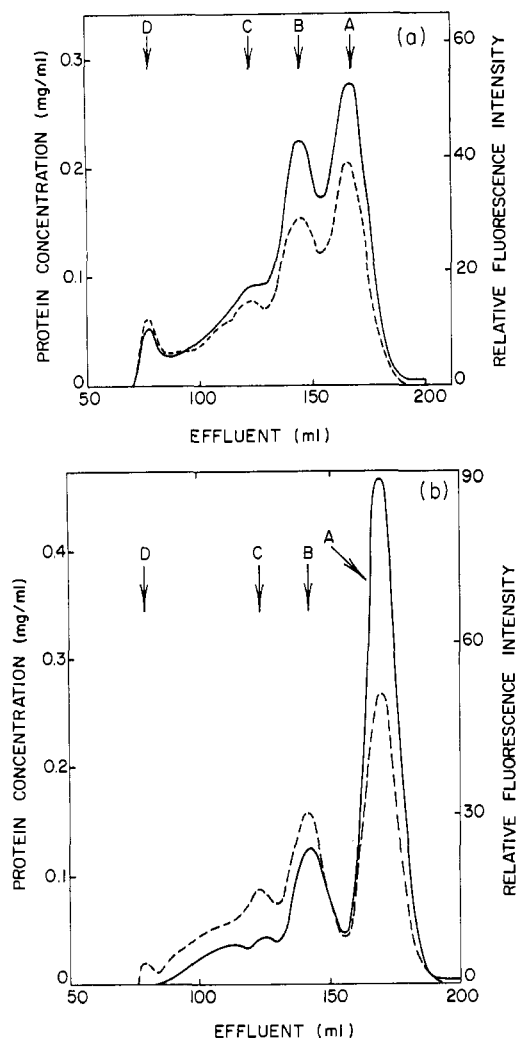 D C B A (a)
PROTEIN CONCENTRATION (mg/ml)
0.3
0.2
0.1
0
60
40
20
0
RELATIVE FLUORESCENCE INTENSITY
50 100 150 200
EFFLUENT (ml)
(b)
A
D C B
PROTEIN CONCENTRATION (mg/ml)
0.4
0.3
0.2
0.1
0
90
60
30
0
RELATIVE FLUORESCENCE INTENSITY
50 100 150 200
EFFLUENT (ml)